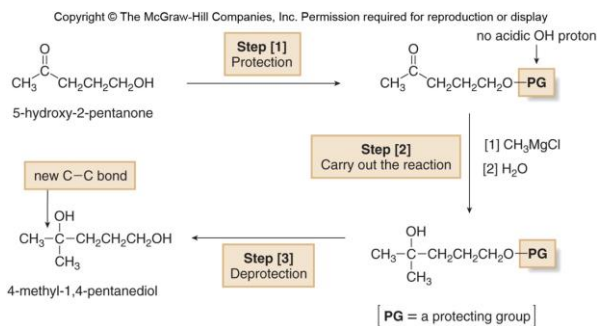 Copyright © The McGraw-Hill Companies, Inc. Permission required for reproduction or display
no acidic OH proton
Step [1]
Protection
O
C
CH3 CH2CH2CH2OH
5-hydroxy-2-pentanone
O
C
CH3 CH2CH2CH2O–PG
Step [2]
Carry out the reaction
[1] CH3MgCl
[2] H2O
new C–C bond
OH
CH3–C–CH2CH2CH2OH
CH3
4-methyl-1,4-pentanediol
Step [3]
Deprotection
OH
CH3–C–CH2CH2CH2O–PG
CH3
[PG = a protecting group]